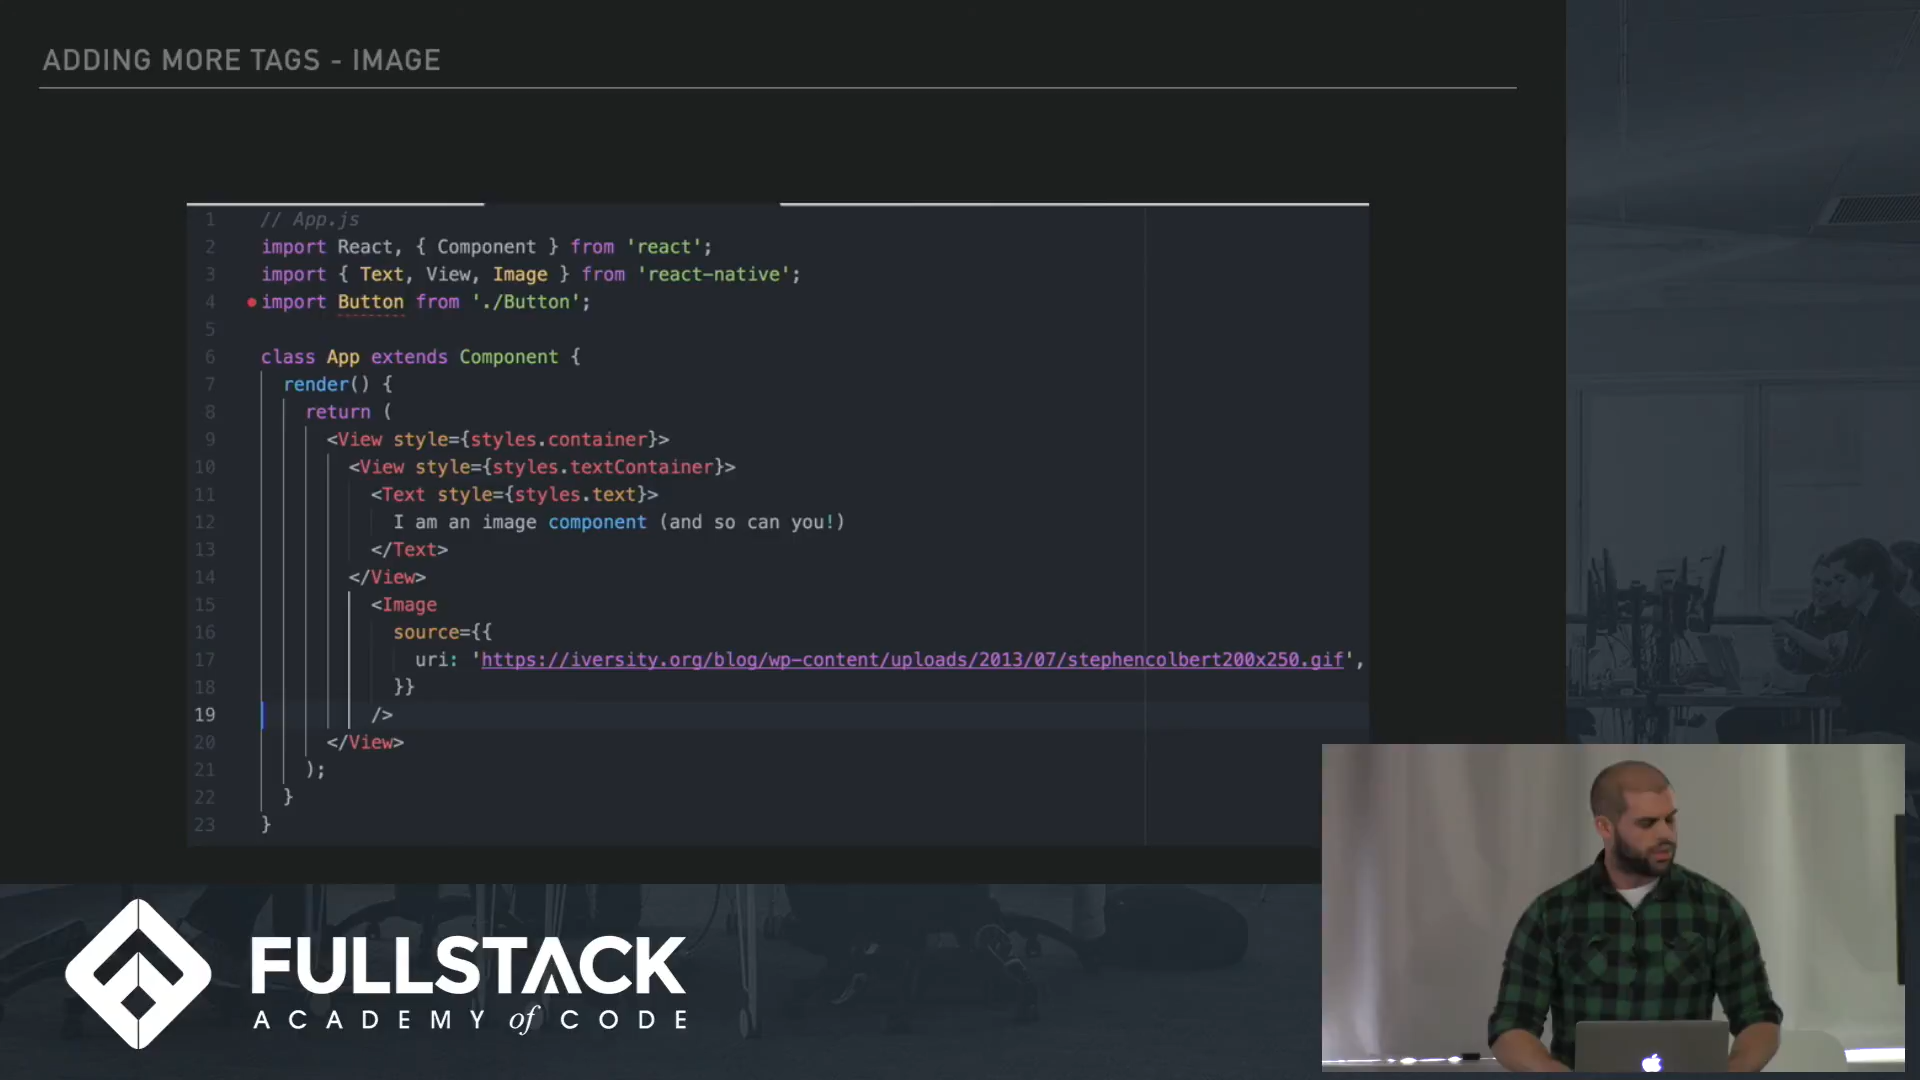 ADDING MORE TAGS - IMAGE
1 // App.js
2 import React, { Component } from 'react';
3 import { Text, View, Image } from 'react-native';
4 import Button from './Button';
5
6 class App extends Component {
7 render() {
8 return (
9 <View style={styles.container}>
10 <View style={styles.textContainer}>
11 <Text style={styles.text}>
12 I am an image component (and so can you!)
13 </Text>
14 </View>
15 <Image
16 source={{
17 uri: 'https://iversity.org/blog/wp-content/uploads/2013/07/stephencolbert200x250.gif',
18 }}
19 />
20 </View>
21 );
22 }
23 }
FULLSTACK
ACADEMY of CODE